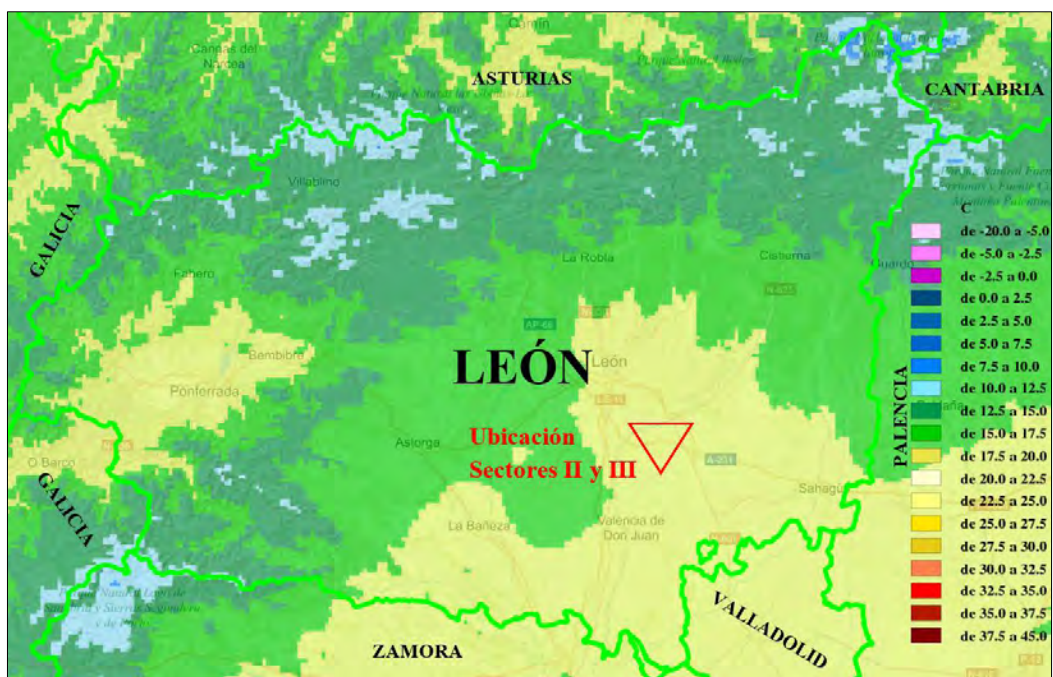 Cangas del
Narcea
ASTURIAS
CANTABRIA
Villablino
GALICIA
Fabero
La Robla
Cistierna
Guardo
N-625
AP-66
Bembibre
LEÓN
León
Ponferrada
Astorga
Ubicación
Sectores II y III
A-231
O Barco
GALICIA
La Bañeza
Valencia de
Don Juan
Sahagún
PALENCIA
VALLADOLID
ZAMORA
C
de -20.0 a -5.0
de -5.0 a -2.5
de -2.5 a 0.0
de 0.0 a 2.5
de 2.5 a 5.0
de 5.0 a 7.5
de 7.5 a 10.0
de 10.0 a 12.5
de 12.5 a 15.0
de 15.0 a 17.5
de 17.5 a 20.0
de 20.0 a 22.5
de 22.5 a 25.0
de 25.0 a 27.5
de 27.5 a 30.0
de 30.0 a 32.5
de 32.5 a 35.0
de 35.0 a 37.5
de 37.5 a 45.0